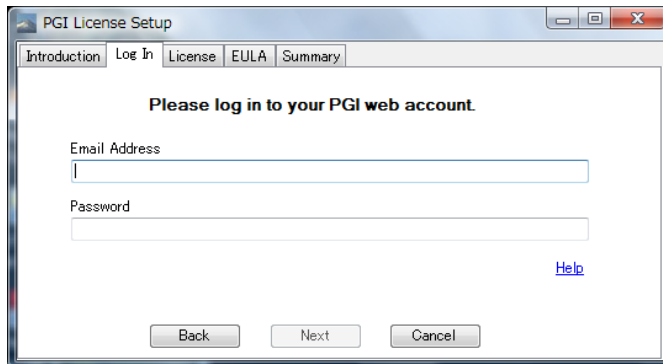 PGI License Setup
Introduction Log In License EULA Summary
Please log in to your PGI web account.
Email Address
Password
Help
Back Next Cancel